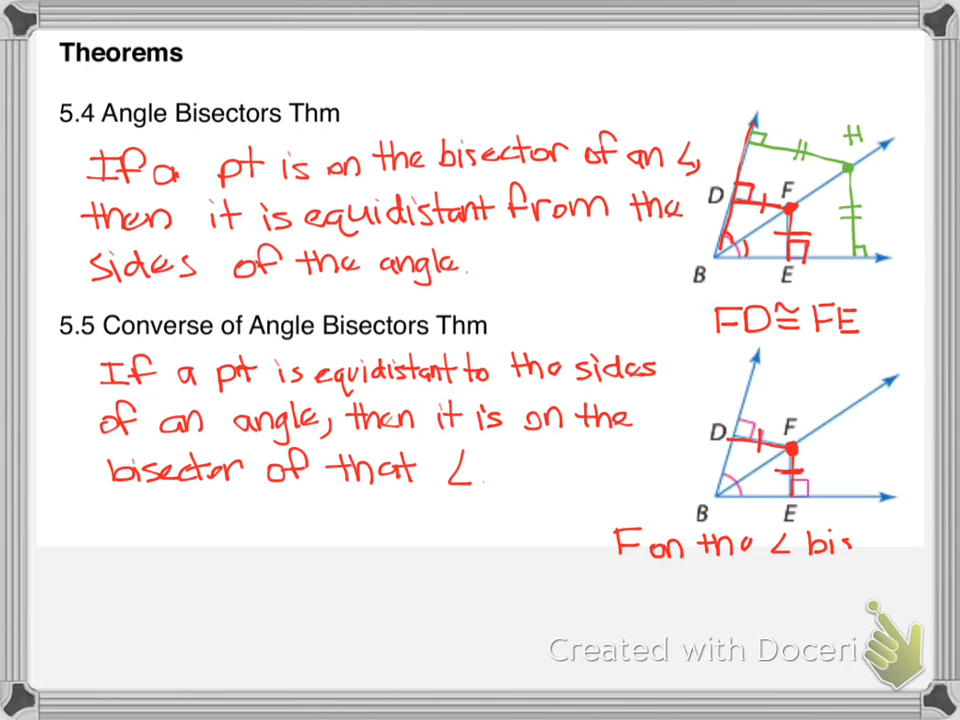 Theorems
5.4 Angle Bisectors Thm
If a pt is on the bisector of an ∠,
then it is equidistant from the
sides of the angle.
H
D
F
B
E
FD≅FE
5.5 Converse of Angle Bisectors Thm
If a pt is equidistant to the sides
of an angle, then it is on the
bisector of that ∠.
D
F
B
E
F on the ∠ bis
Created with Doceri